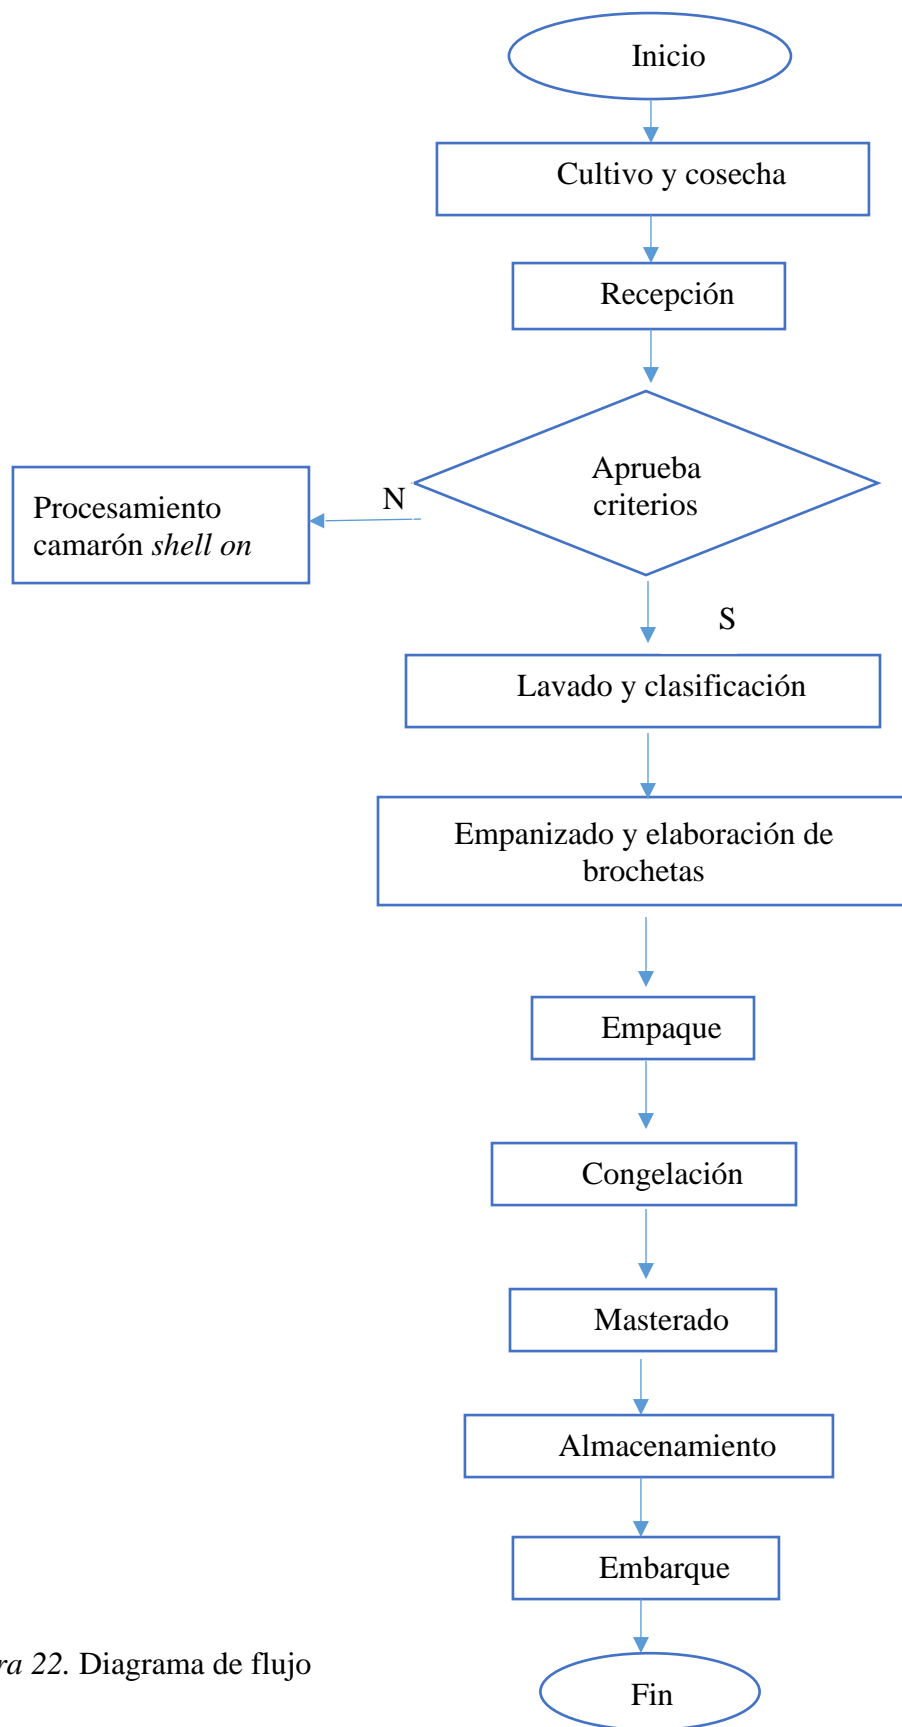 Inicio
Cultivo y cosecha
Recepción
Aprueba
criterios
N
Procesamiento
camarón shell on
S
Lavado y clasificación
Empanizado y elaboración de
brochetas
Empaque
Congelación
Masterado
Almacenamiento
Embarque
Fin
ra 22. Diagrama de flujo